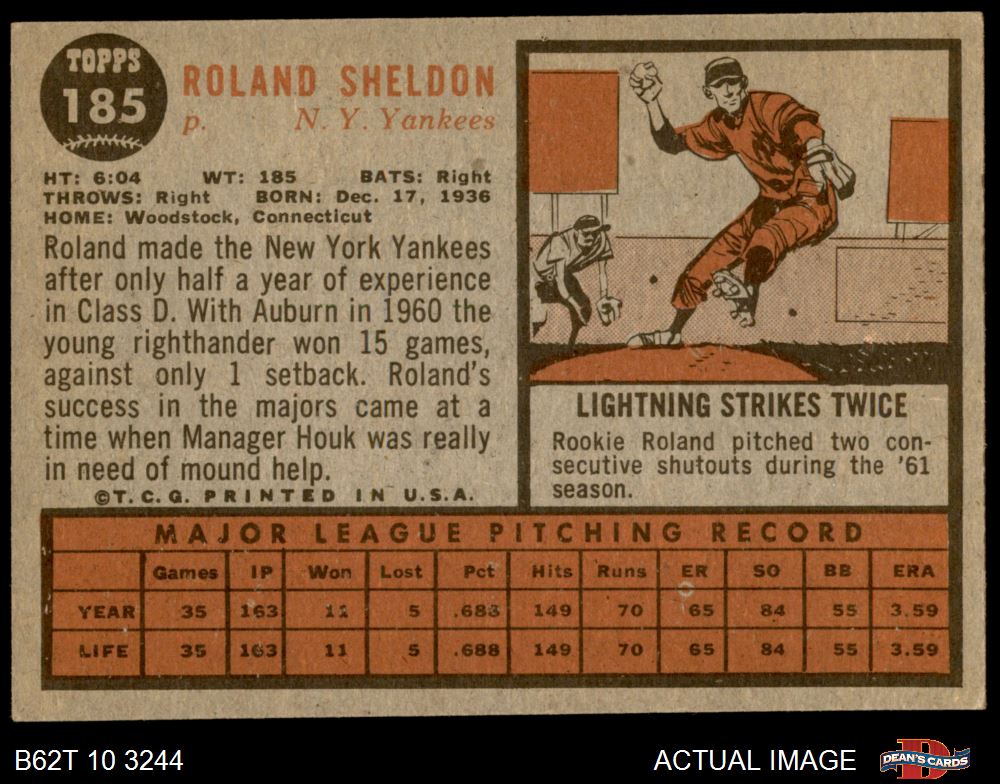 TOPPS
185
ROLAND SHELDON
p. N. Y. Yankees
HT: 6:04 WT: 185 BATS: Right
THROWS: Right BORN: Dec. 17, 1936
HOME: Woodstock, Connecticut
Roland made the New York Yankees
after only half a year of experience
in Class D. With Auburn in 1960 the
young righthander won 15 games,
against only 1 setback. Roland's
success in the majors came at a
time when Manager Houk was really
in need of mound help.
©T. C. G. PRINTED IN U.S.A.
LIGHTNING STRIKES TWICE
Rookie Roland pitched two con-
secutive shutouts during the '61
season.
MAJOR LEAGUE PITCHING RECORD
Games IP Won Lost Pct Hits Runs ER SO BB ERA
YEAR 35 163 11 5 .688 149 70 65 84 55 3.59
LIFE 35 163 11 5 .688 149 70 65 84 55 3.59
B62T 10 3244 ACTUAL IMAGE
D
DEAN'S CARDS